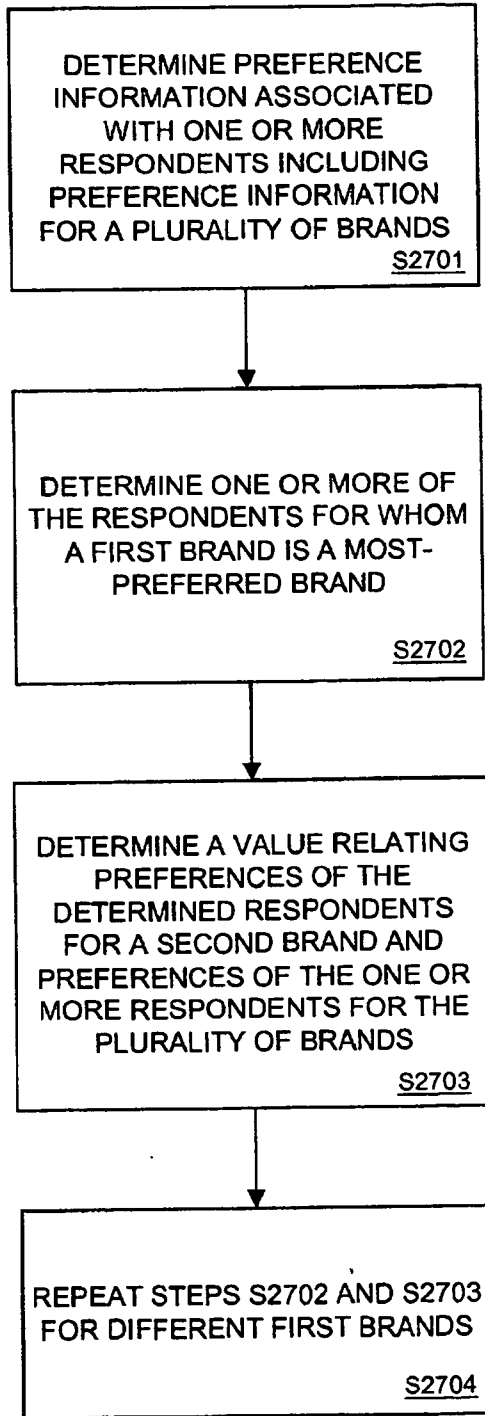 DETERMINE PREFERENCE
INFORMATION ASSOCIATED
WITH ONE OR MORE
RESPONDENTS INCLUDING
PREFERENCE INFORMATION
FOR A PLURALITY OF BRANDS
S2701
DETERMINE ONE OR MORE OF
THE RESPONDENTS FOR WHOM
A FIRST BRAND IS A MOST-
PREFERRED BRAND
S2702
DETERMINE A VALUE RELATING
PREFERENCES OF THE
DETERMINED RESPONDENTS
FOR A SECOND BRAND AND
PREFERENCES OF THE ONE OR
MORE RESPONDENTS FOR THE
PLURALITY OF BRANDS
S2703
REPEAT STEPS S2702 AND S2703
FOR DIFFERENT FIRST BRANDS
S2704